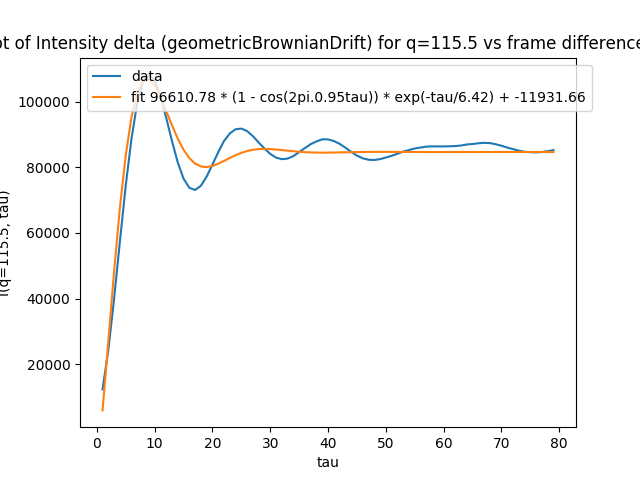 ot of Intensity delta (geometricBrownianDrift) for q=115.5 vs frame difference
data
fit 96610.78 * (1 - cos(2pi.0.95tau)) * exp(-tau/6.42) + -11931.66
I(q=115.5, tau)
100000
80000
60000
40000
20000
0
10
20
30
40
50
60
70
80
tau